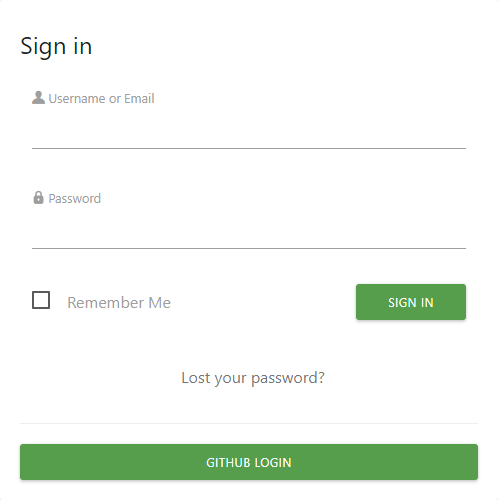 Sign in
Username or Email
Password
Remember Me
SIGN IN
Lost your password?
GITHUB LOGIN